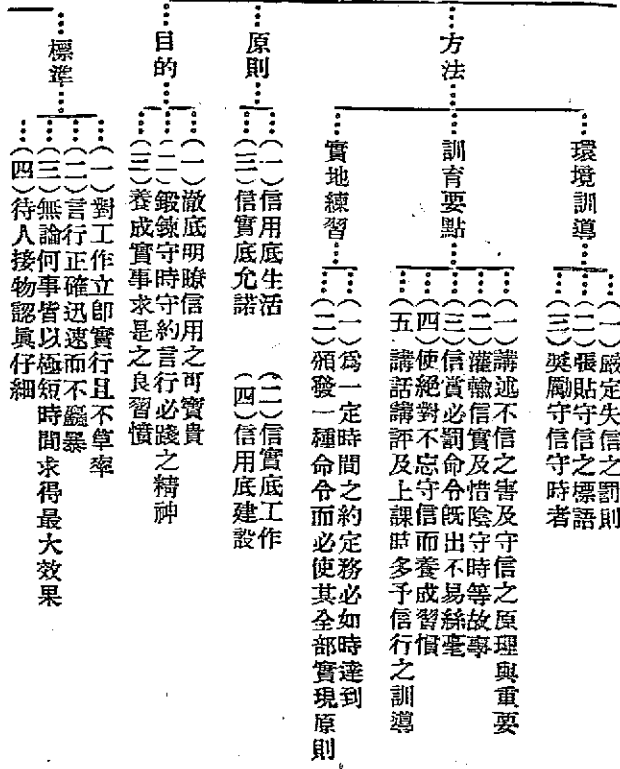 方法
環境訓導
(一)嚴定失信之罰則
(二)張貼守信之標語
(三)奬厲守信守時者
訓育要點
(一)講述不信之害及守信之原理與重要
(二)灌輸信實及惜陰守時等故事
(三)信賞必罰命令旣出不易絲毫
(四)使絕對不忘守信而養成習慣
(五)講話講評及上課時多予信行之訓導
實地練習
(一)爲一定時間之約定務必如時達到
(二)頒發一種命令而必使其全部實現原則
原則
(一)信用底生活 (二)信實底工作
(三)信實底允諾 (四)信用底建設
目的
(一)澈底明瞭信用之可寶貴
(二)鍛鍊守時守約言行必踐之精神
(三)養成實事求是之良習慣
標準
(一)對工作立卽實行且不草率
(二)言行正確迅速而不麤暴
(三)無論何事皆以極短時間求得最大效果
(四)待人接物認眞仔細